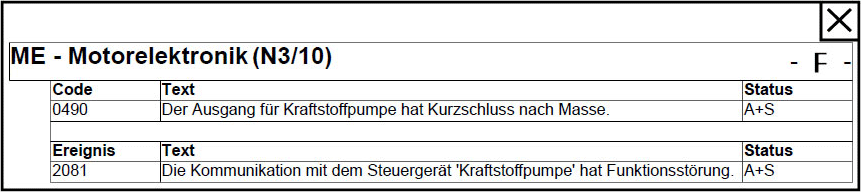 ME - Motorelektronik (N3/10) - F -
Code Text Status
0490 Der Ausgang für Kraftstoffpumpe hat Kurzschluss nach Masse. A+S
Ereignis Text Status
2081 Die Kommunikation mit dem Steuergerät 'Kraftstoffpumpe' hat Funktionsstörung. A+S